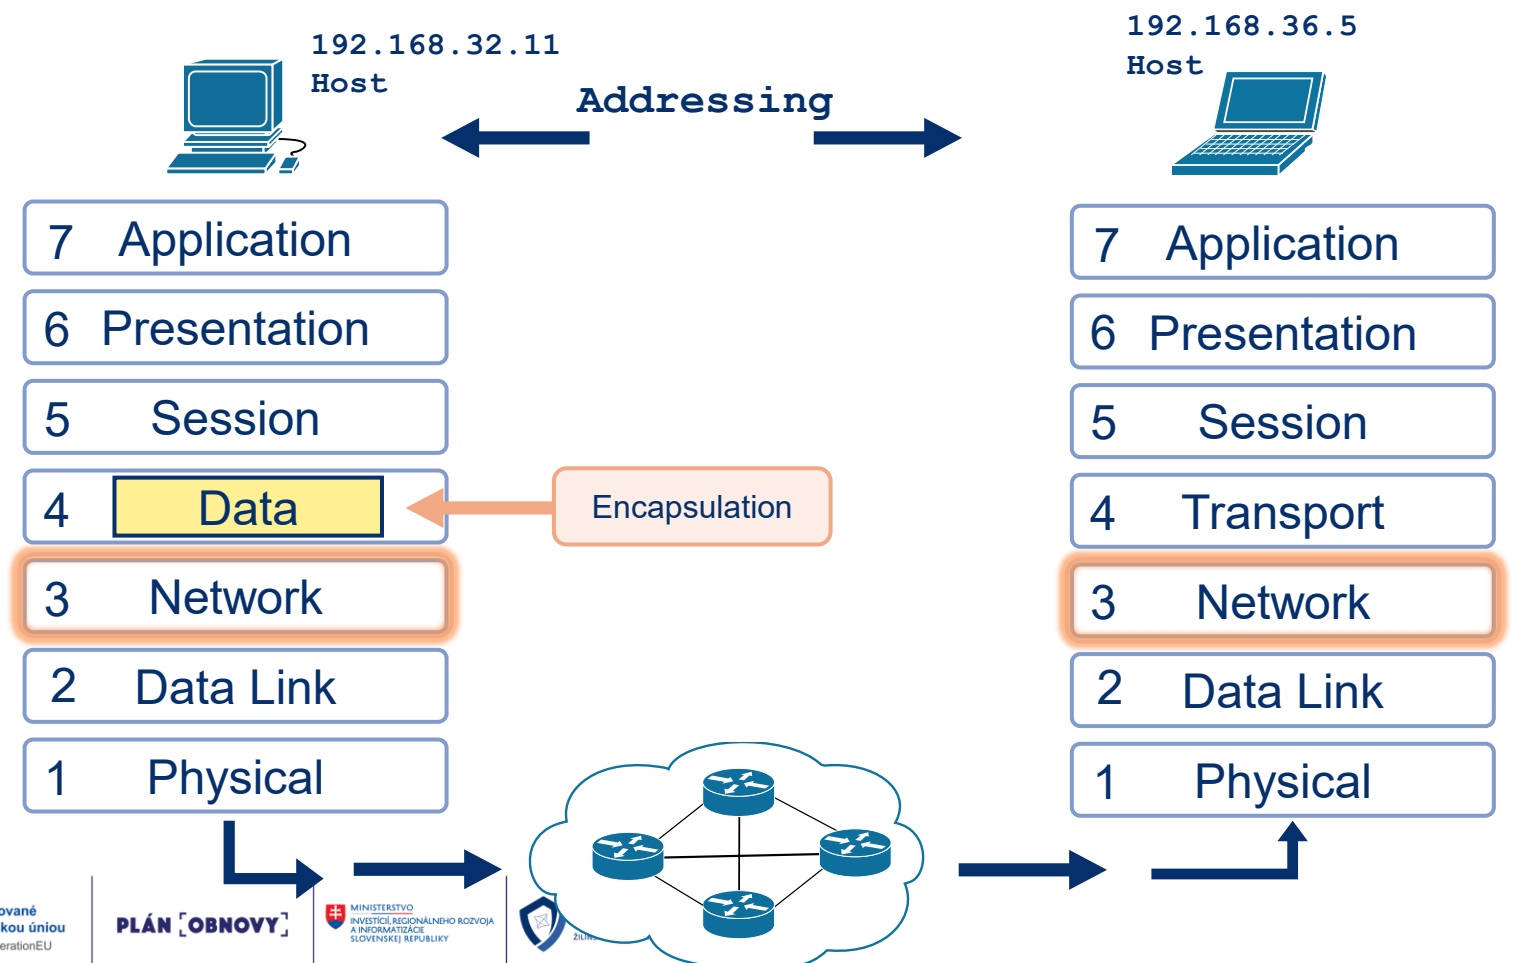 192.168.32.11
Host
Addressing
192.168.36.5
Host
7 Application
6 Presentation
5 Session
4 Data
3 Network
2 Data Link
1 Physical
Encapsulation
7 Application
6 Presentation
5 Session
4 Transport
3 Network
2 Data Link
1 Physical
kou úniou
PLÁN [OBNOVY]
MINISTERSTVO
INVESTÍCIÍ, REGIONÁLNEHO ROZVOJA
A INFORMATIZÁCIE
SLOVENSKEJ REPUBLIKY